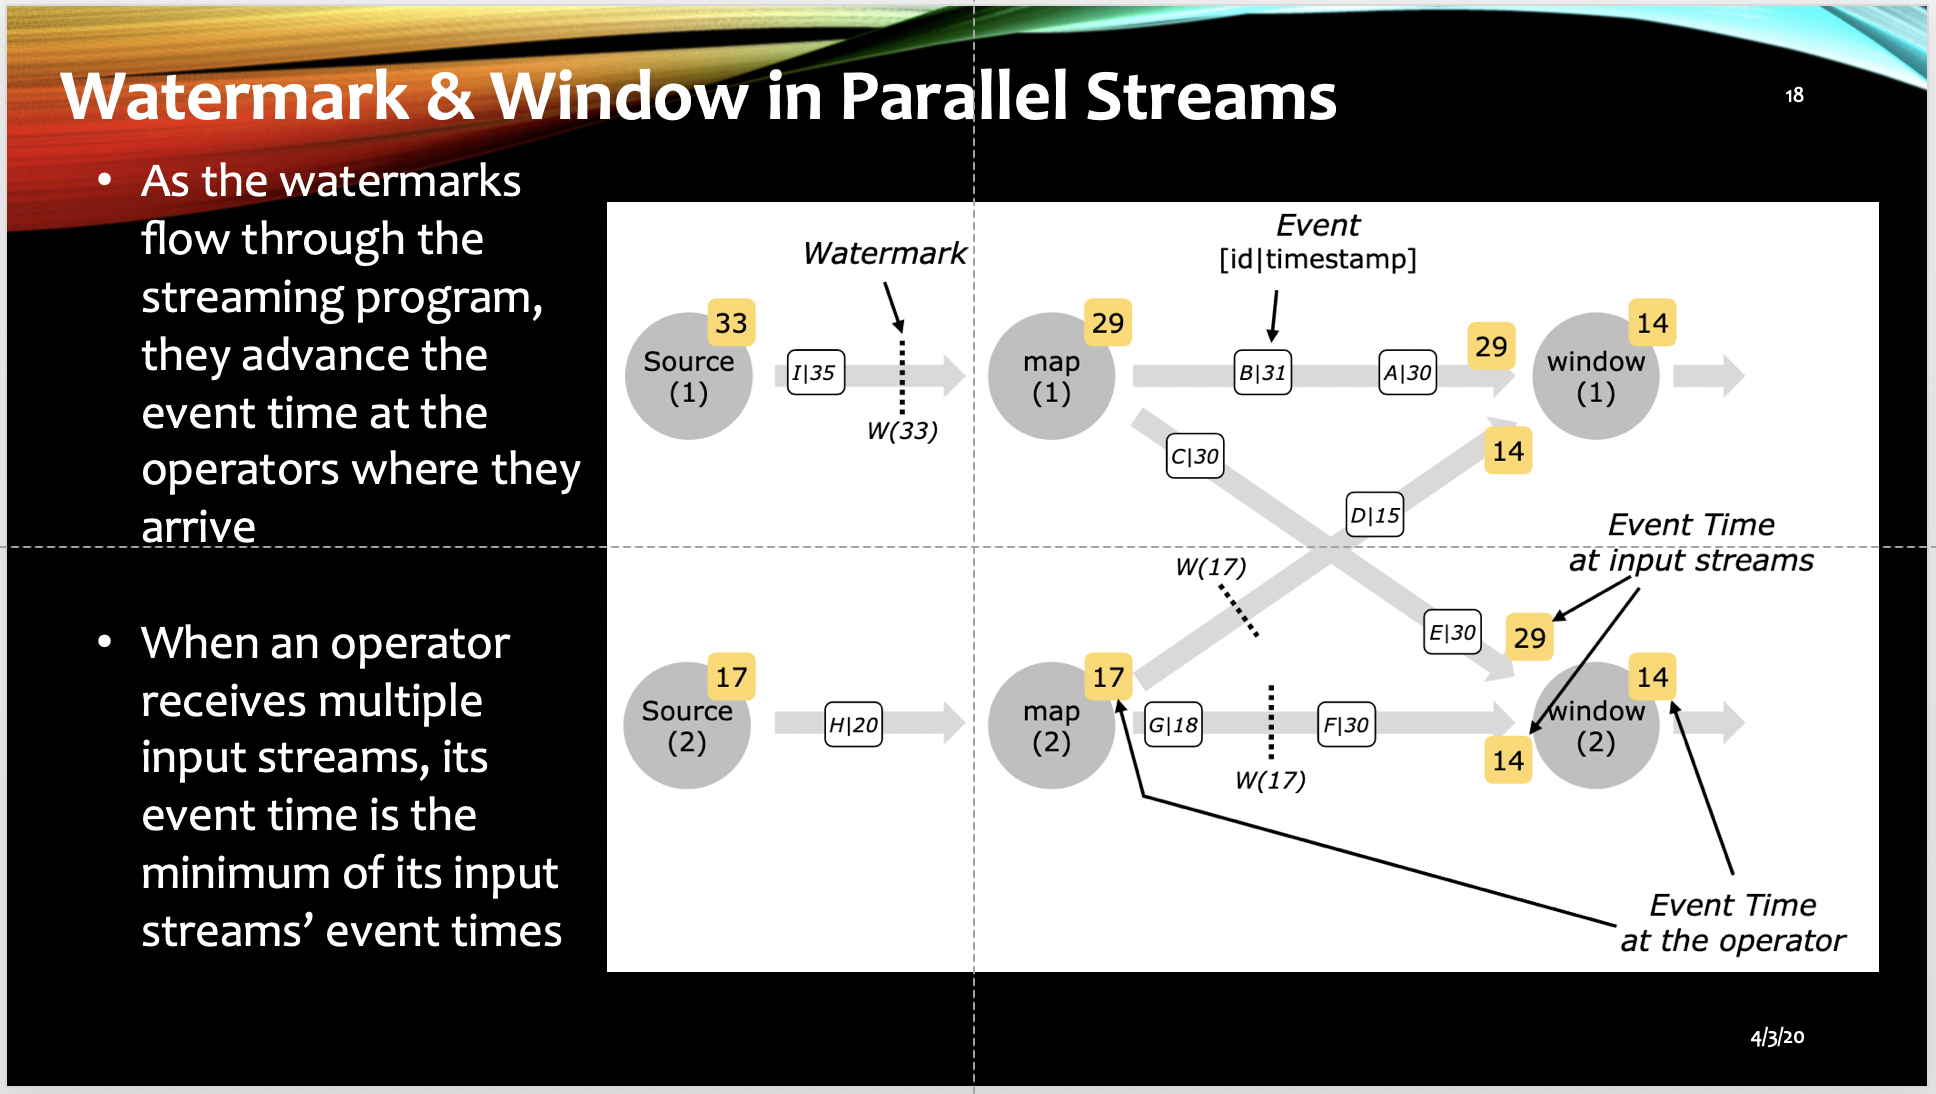 Watermark & Window in Parallel Streams
18
• As the watermarks
flow through the
streaming program,
they advance the
event time at the
operators where they
arrive
• When an operator
receives multiple
input streams, its
event time is the
minimum of its input
streams’ event times
Watermark
Event
[id|timestamp]
33
Source
(1)
I|35
W(33)
29
map
(1)
B|31
A|30
29
14
window
(1)
C|30
14
D|15
W(17)
Event Time
at input streams
E|30
29
17
Source
(2)
H|20
17
map
(2)
G|18
F|30
W(17)
14
window
(2)
14
Event Time
at the operator
4/3/20